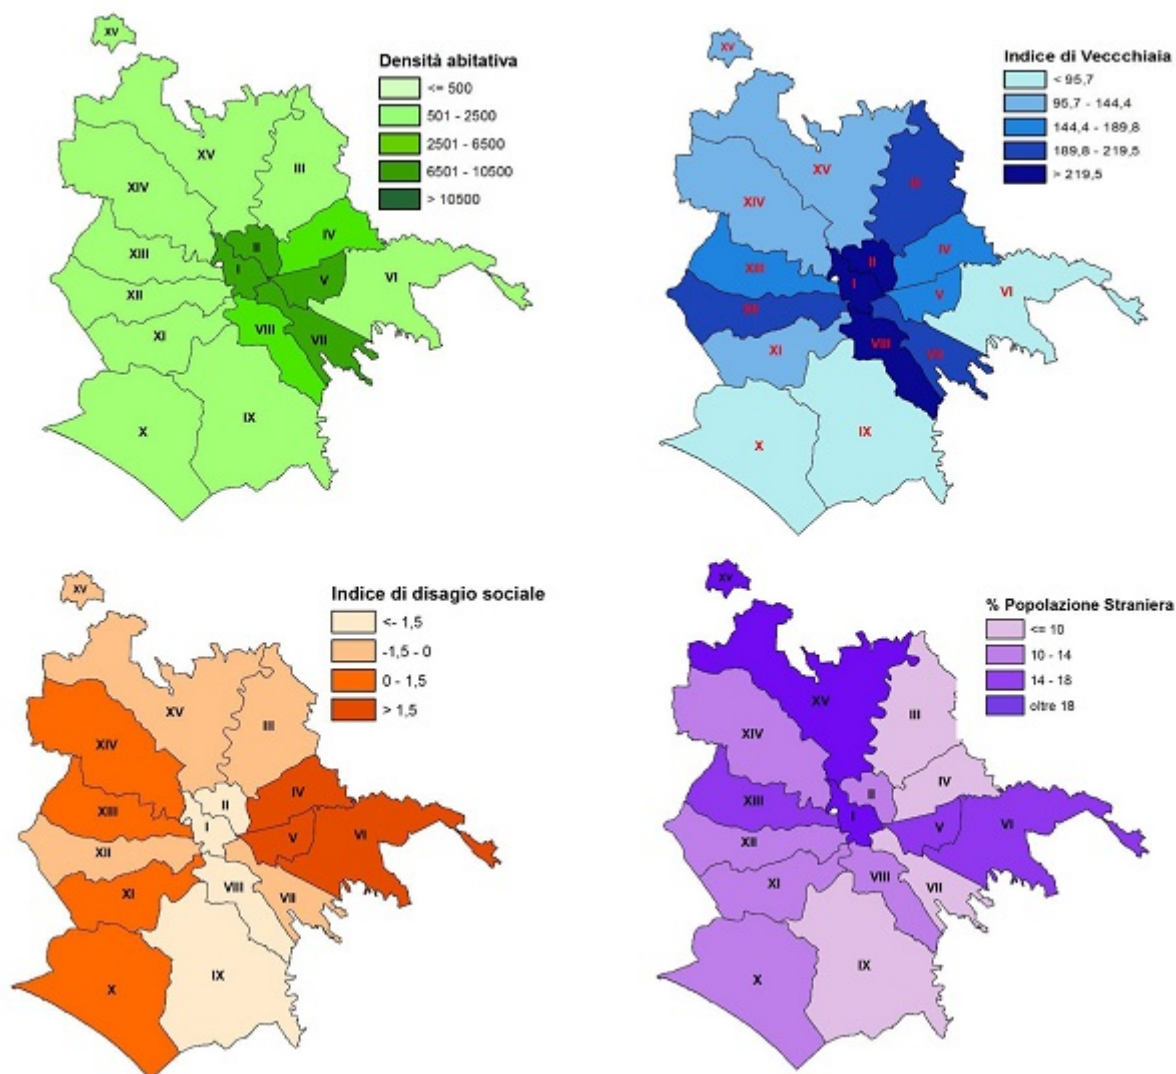 Densità abitativa
<= 500
501 - 2500
2501 - 6500
6501 - 10500
> 10500
XV
XV
III
XIV
II
IV
I
XIII
V
VI
XII
VIII
XI
VII
IX
X
Indice di Veccchiaia
< 95,7
95,7 - 144,4
144,4 - 189,8
189,8 - 219,5
> 219,5
XV
XV
III
XIV
II
IV
XIII
I
V
VI
XII
VIII
XI
VII
IX
X
Indice di disagio sociale
<- 1,5
-1,5 - 0
0 - 1,5
> 1,5
XV
XV
III
XIV
IV
II
XIII
I
V
VI
XII
XI
VIII
VII
IX
X
% Popolazione Straniera
<= 10
10 - 14
14 - 18
oltre 18
XV
XV
III
XIV
IV
II
XIII
I
V
VI
XII
XI
VIII
VII
IX
X